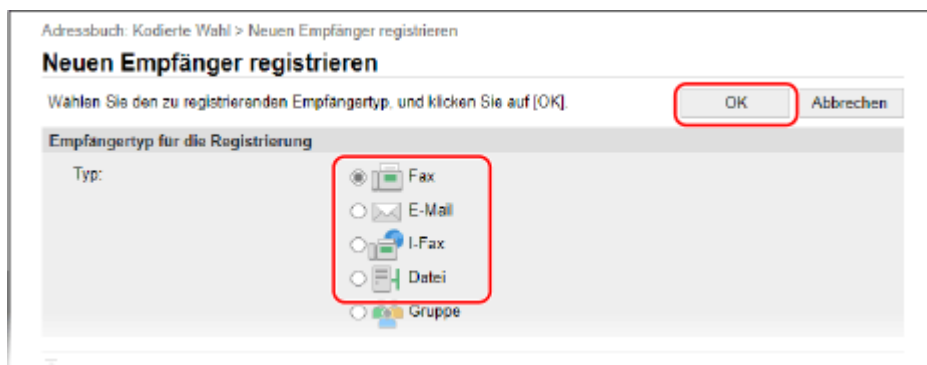 Adressbuch: Kodierte Wahl > Neuen Empfänger registrieren
Neuen Empfänger registrieren
Wählen Sie den zu registrierenden Empfängertyp, und klicken Sie auf [OK].
OK
Abbrechen
Empfängertyp für die Registrierung
Typ:
Fax
E-Mail
I-Fax
Datei
Gruppe